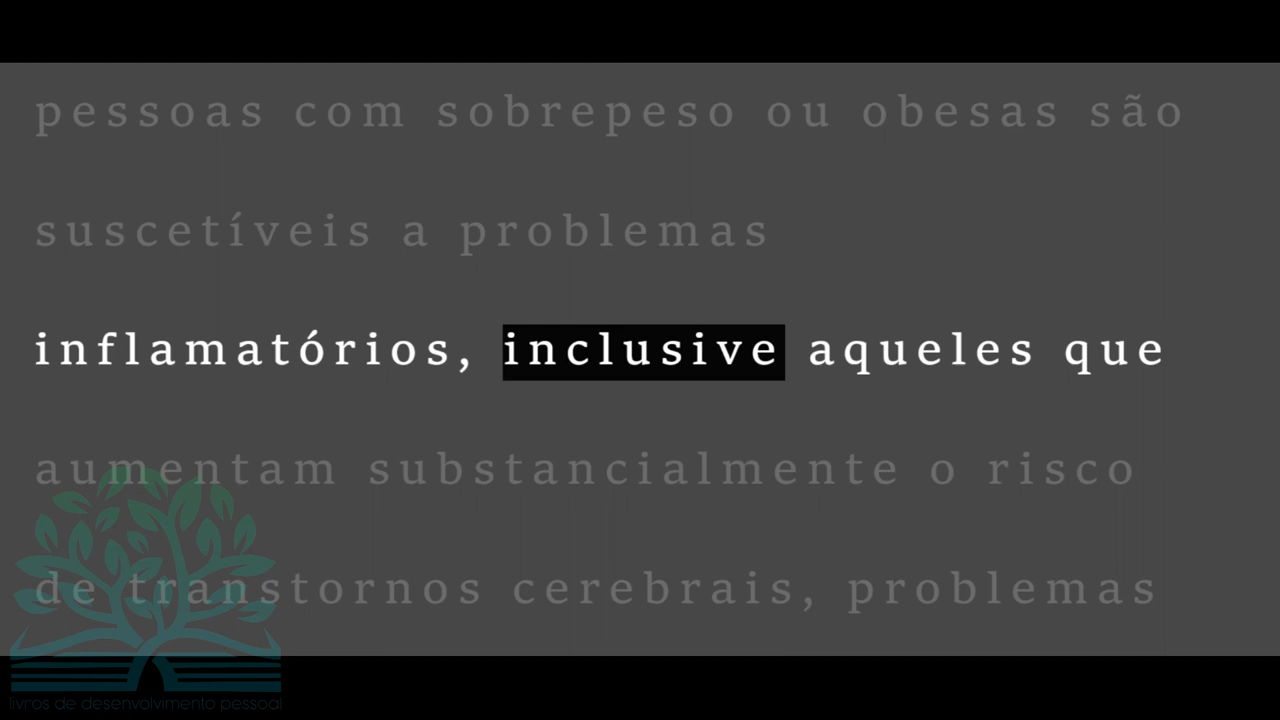 pessoas com sobrepeso ou obesas são
suscetíveis a problemas
inflamatórios, inclusive aqueles que
aumentam substancialmente o risco
de transtornos cerebrais, problemas
livros de desenvolvimento pessoal